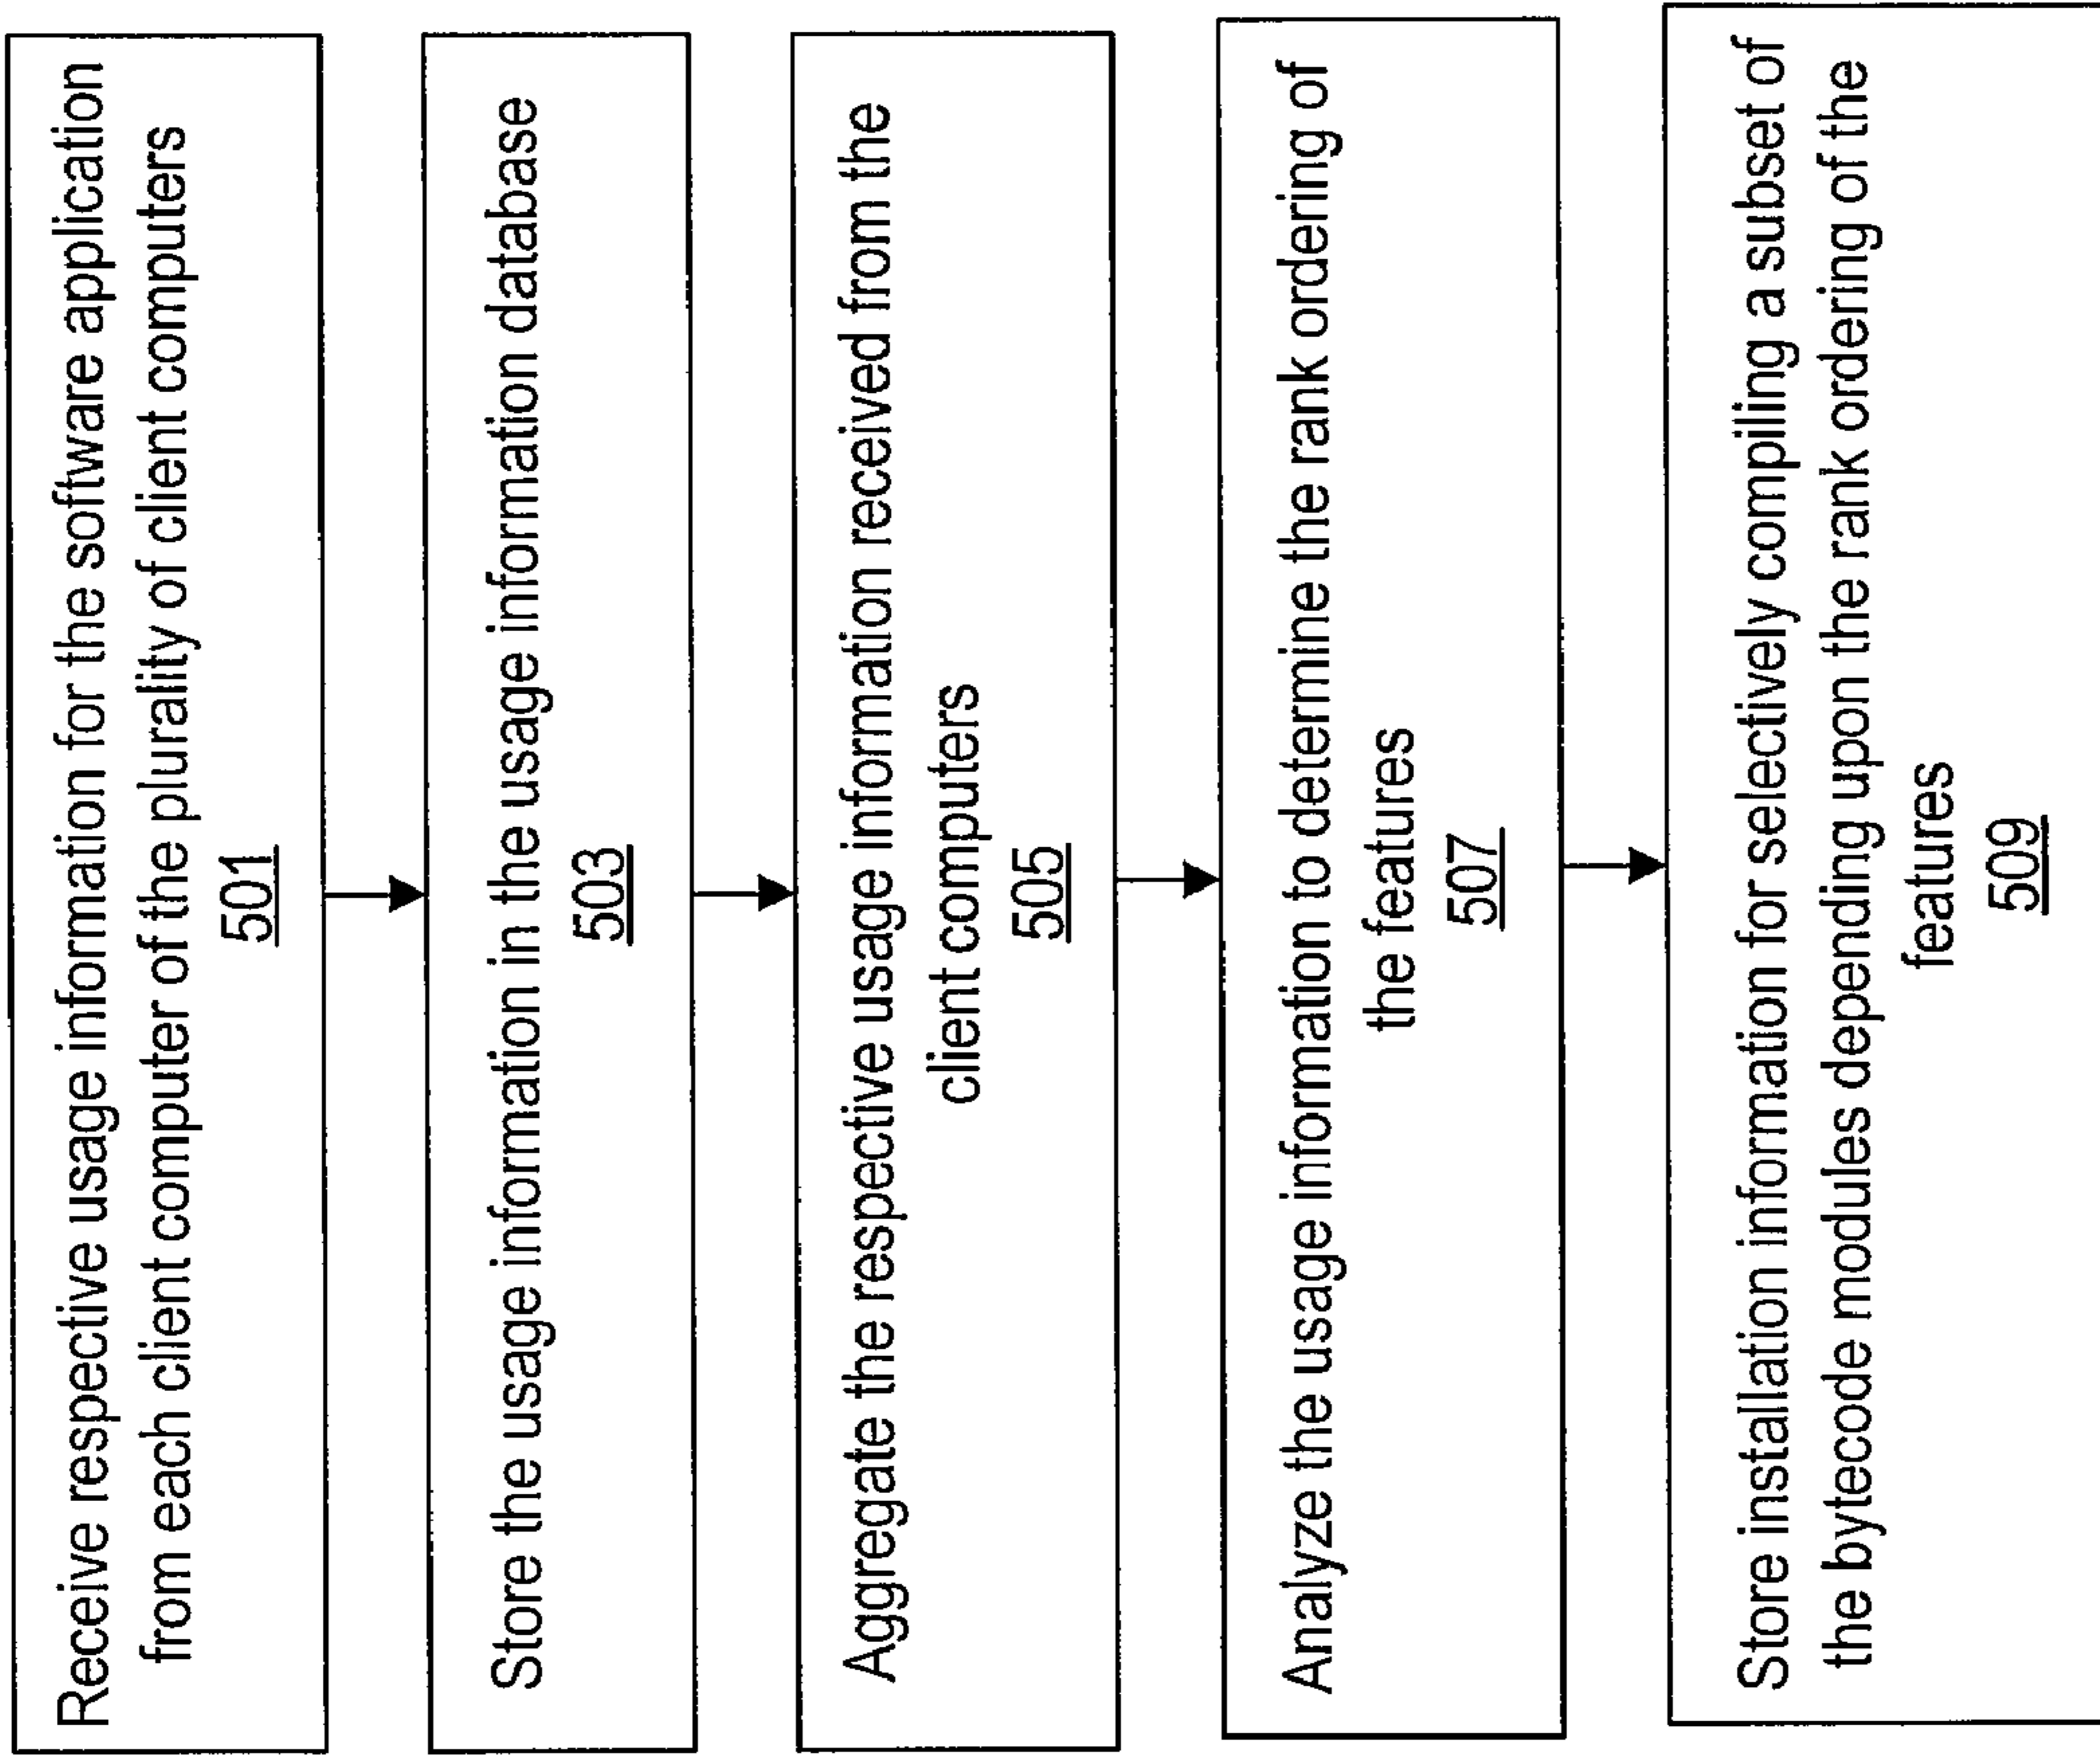 Receive respective usage information for the software application
from each client computer of the plurality of client computers
501
Store the usage information in the usage information database
503
Aggregate the respective usage information received from the
client computers
505
Analyze the usage information to determine the rank ordering of
the features
507
Store installation information for selectively compiling a subset of
the bytecode modules depending upon the rank ordering of the
features
509